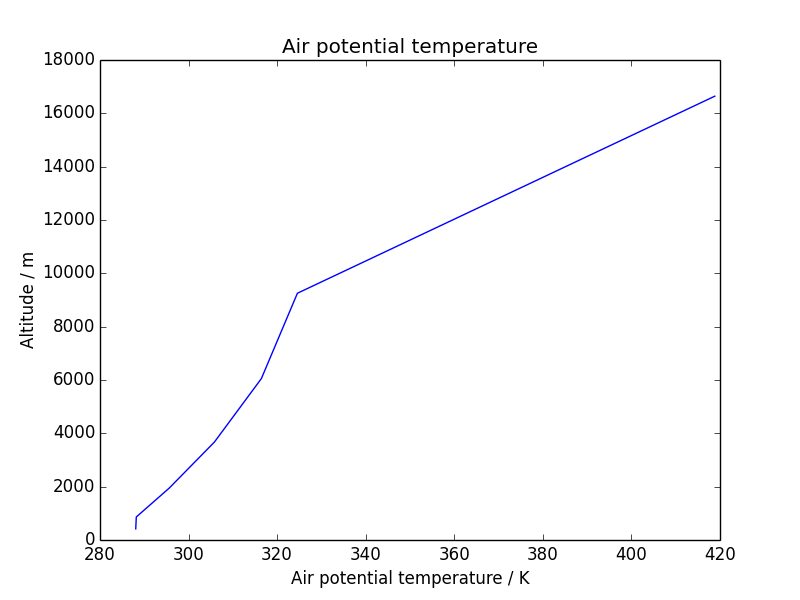 Air potential temperature
18000
16000
14000
12000
10000
8000
6000
4000
2000
0
Altitude / m
280 300 320 340 360 380 400 420
Air potential temperature / K